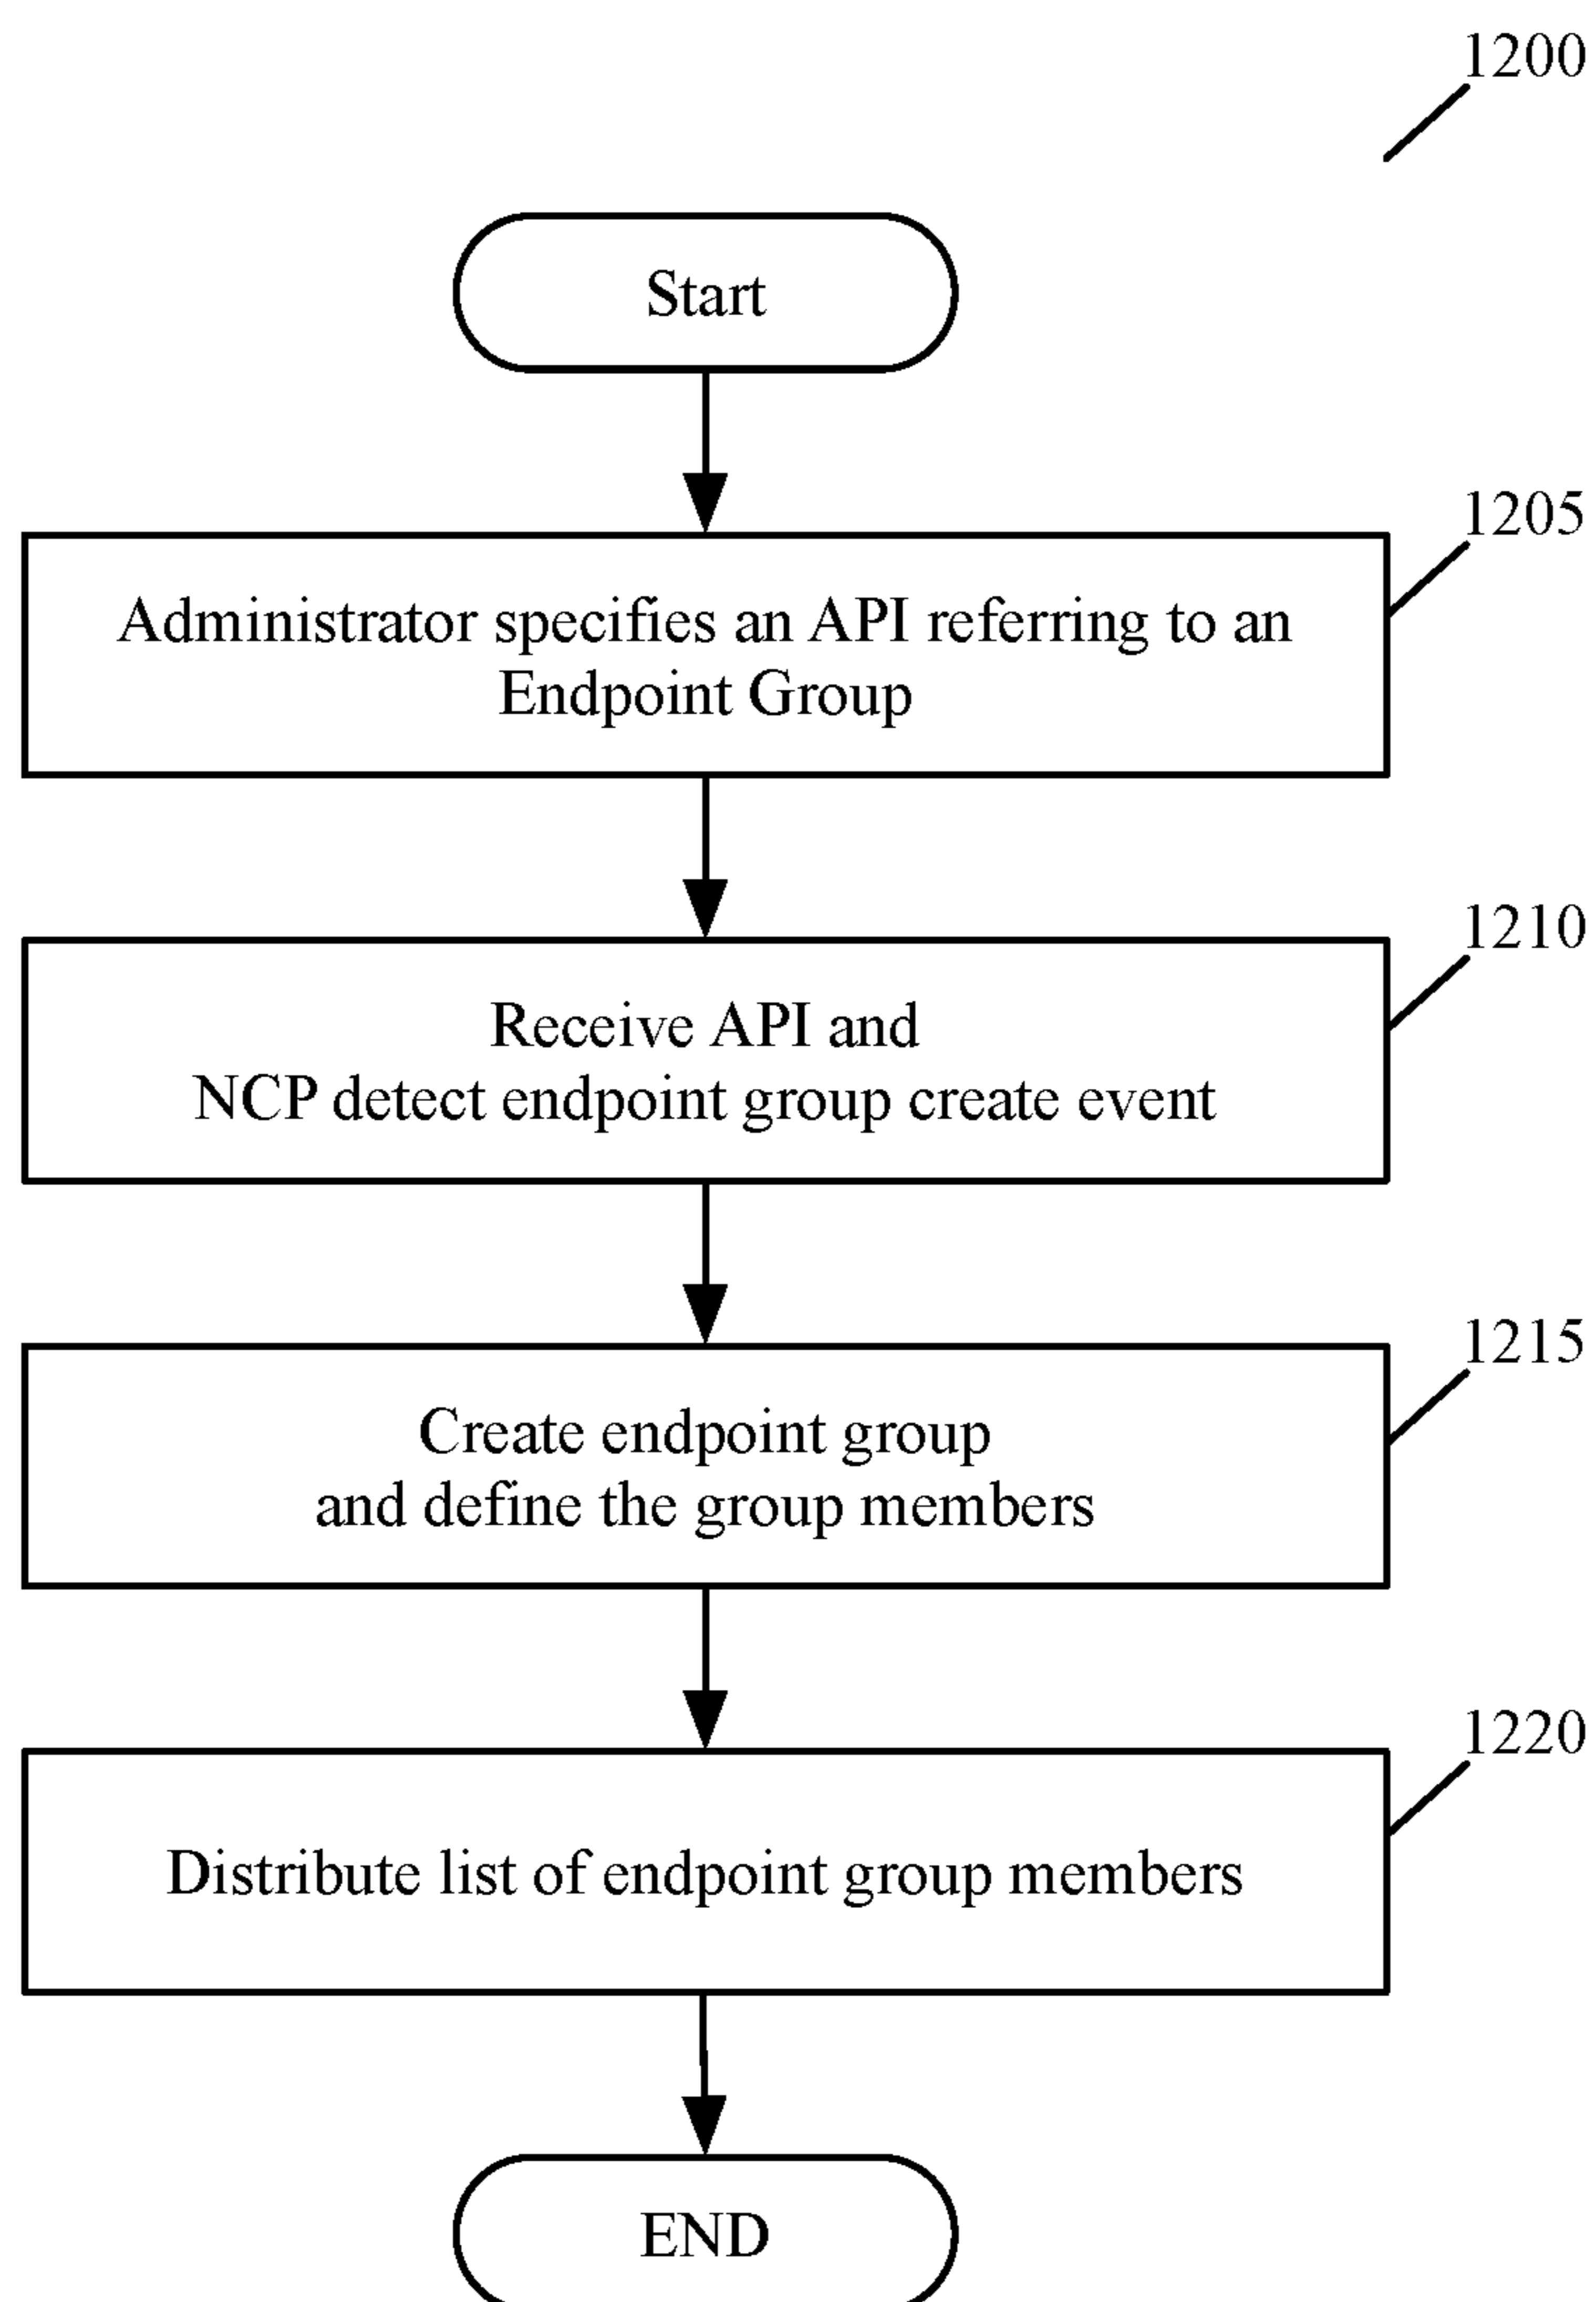 1200
Start
1205
Administrator specifies an API referring to an
Endpoint Group
1210
Receive API and
NCP detect endpoint group create event
1215
Create endpoint group
and define the group members
1220
Distribute list of endpoint group members
END